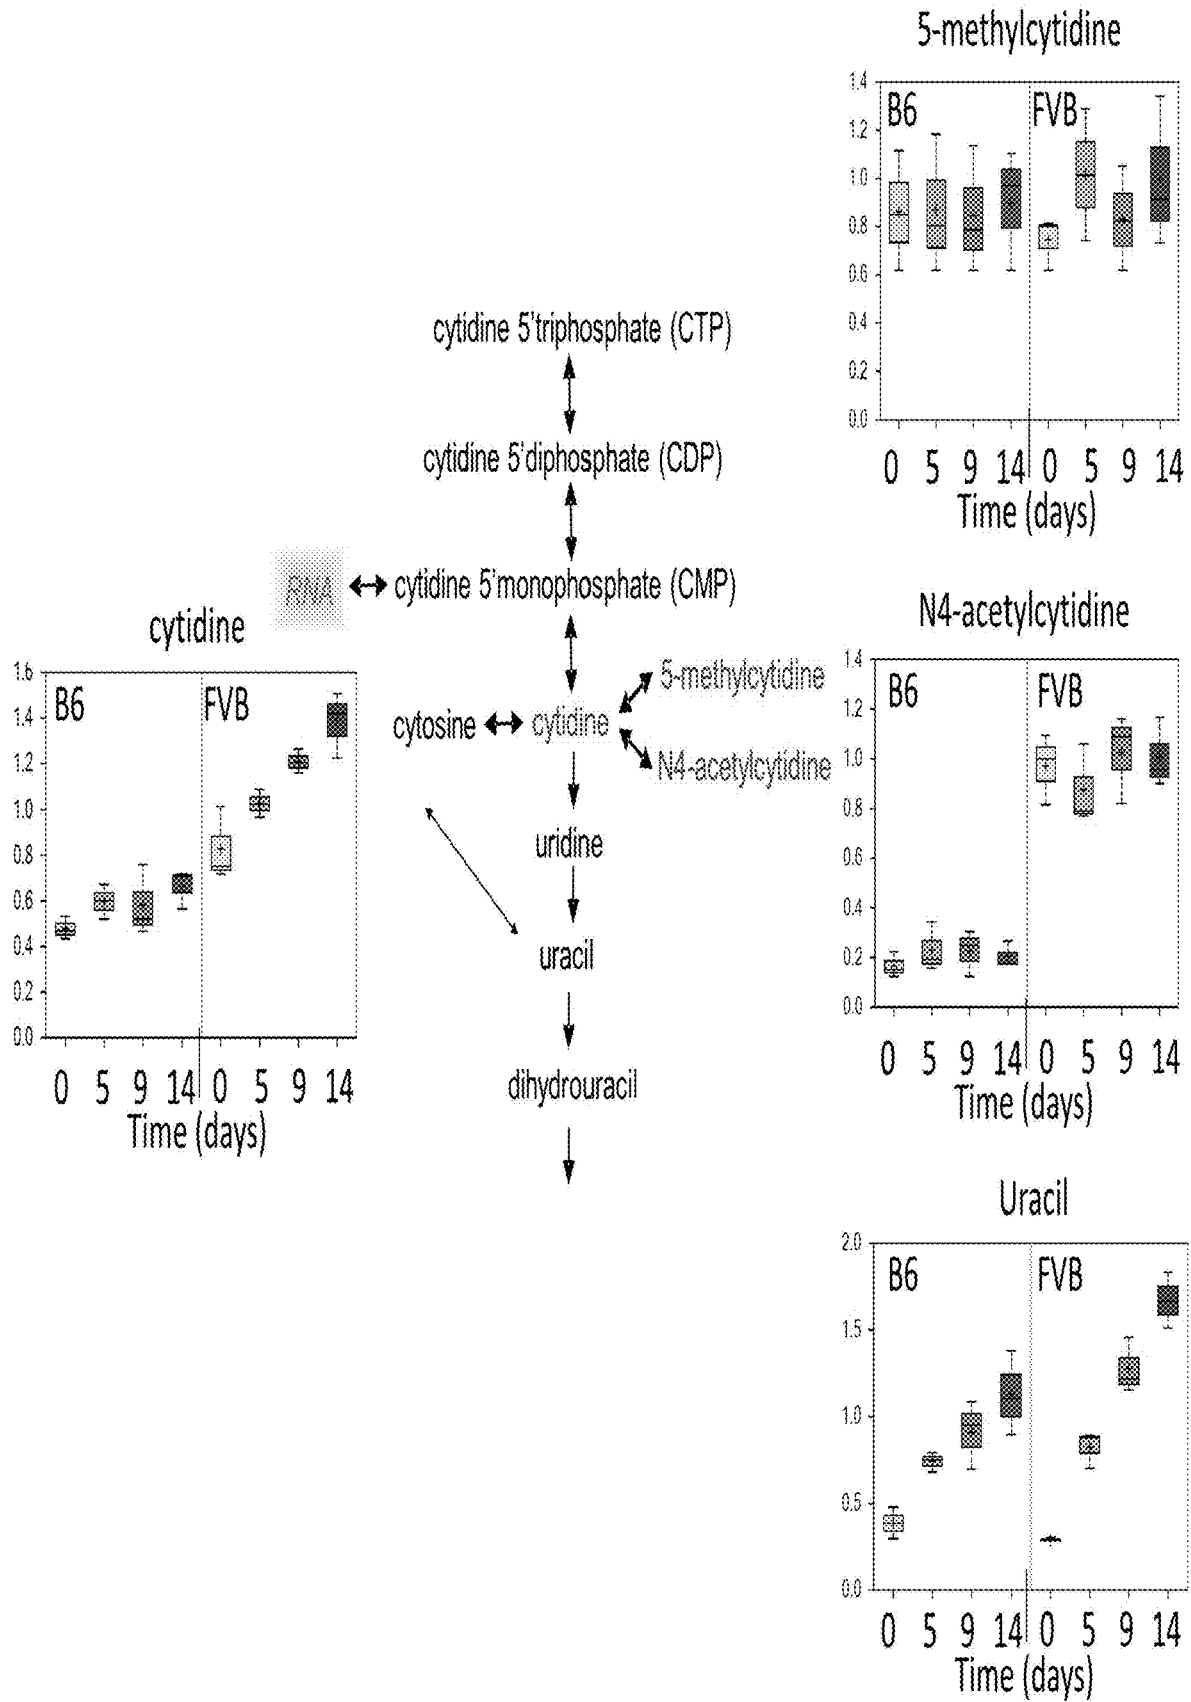 5-methylcytidine
1.4
1.2
1.0
0.8
0.6
0.4
0.2
0.0
B6 FVB
0 5 9 14 0 5 9 14
Time (days)
cytidine 5'triphosphate (CTP)
cytidine 5'diphosphate (CDP)
RNA cytidine 5'monophosphate (CMP)
5-methylcytidine
cytosine cytidine
N4-acetylcytidine
uridine
uracil
dihydrouracil
cytidine
1.6
1.4
1.2
1.0
0.8
0.6
0.4
0.2
0.0
B6 FVB
0 5 9 14 0 5 9 14
Time (days)
N4-acetylcytidine
1.4
1.2
1.0
0.8
0.6
0.4
0.2
0.0
B6 FVB
0 5 9 14 0 5 9 14
Time (days)
Uracil
2.0
1.5
1.0
0.5
0.0
B6 FVB
0 5 9 14 0 5 9 14
Time (days)